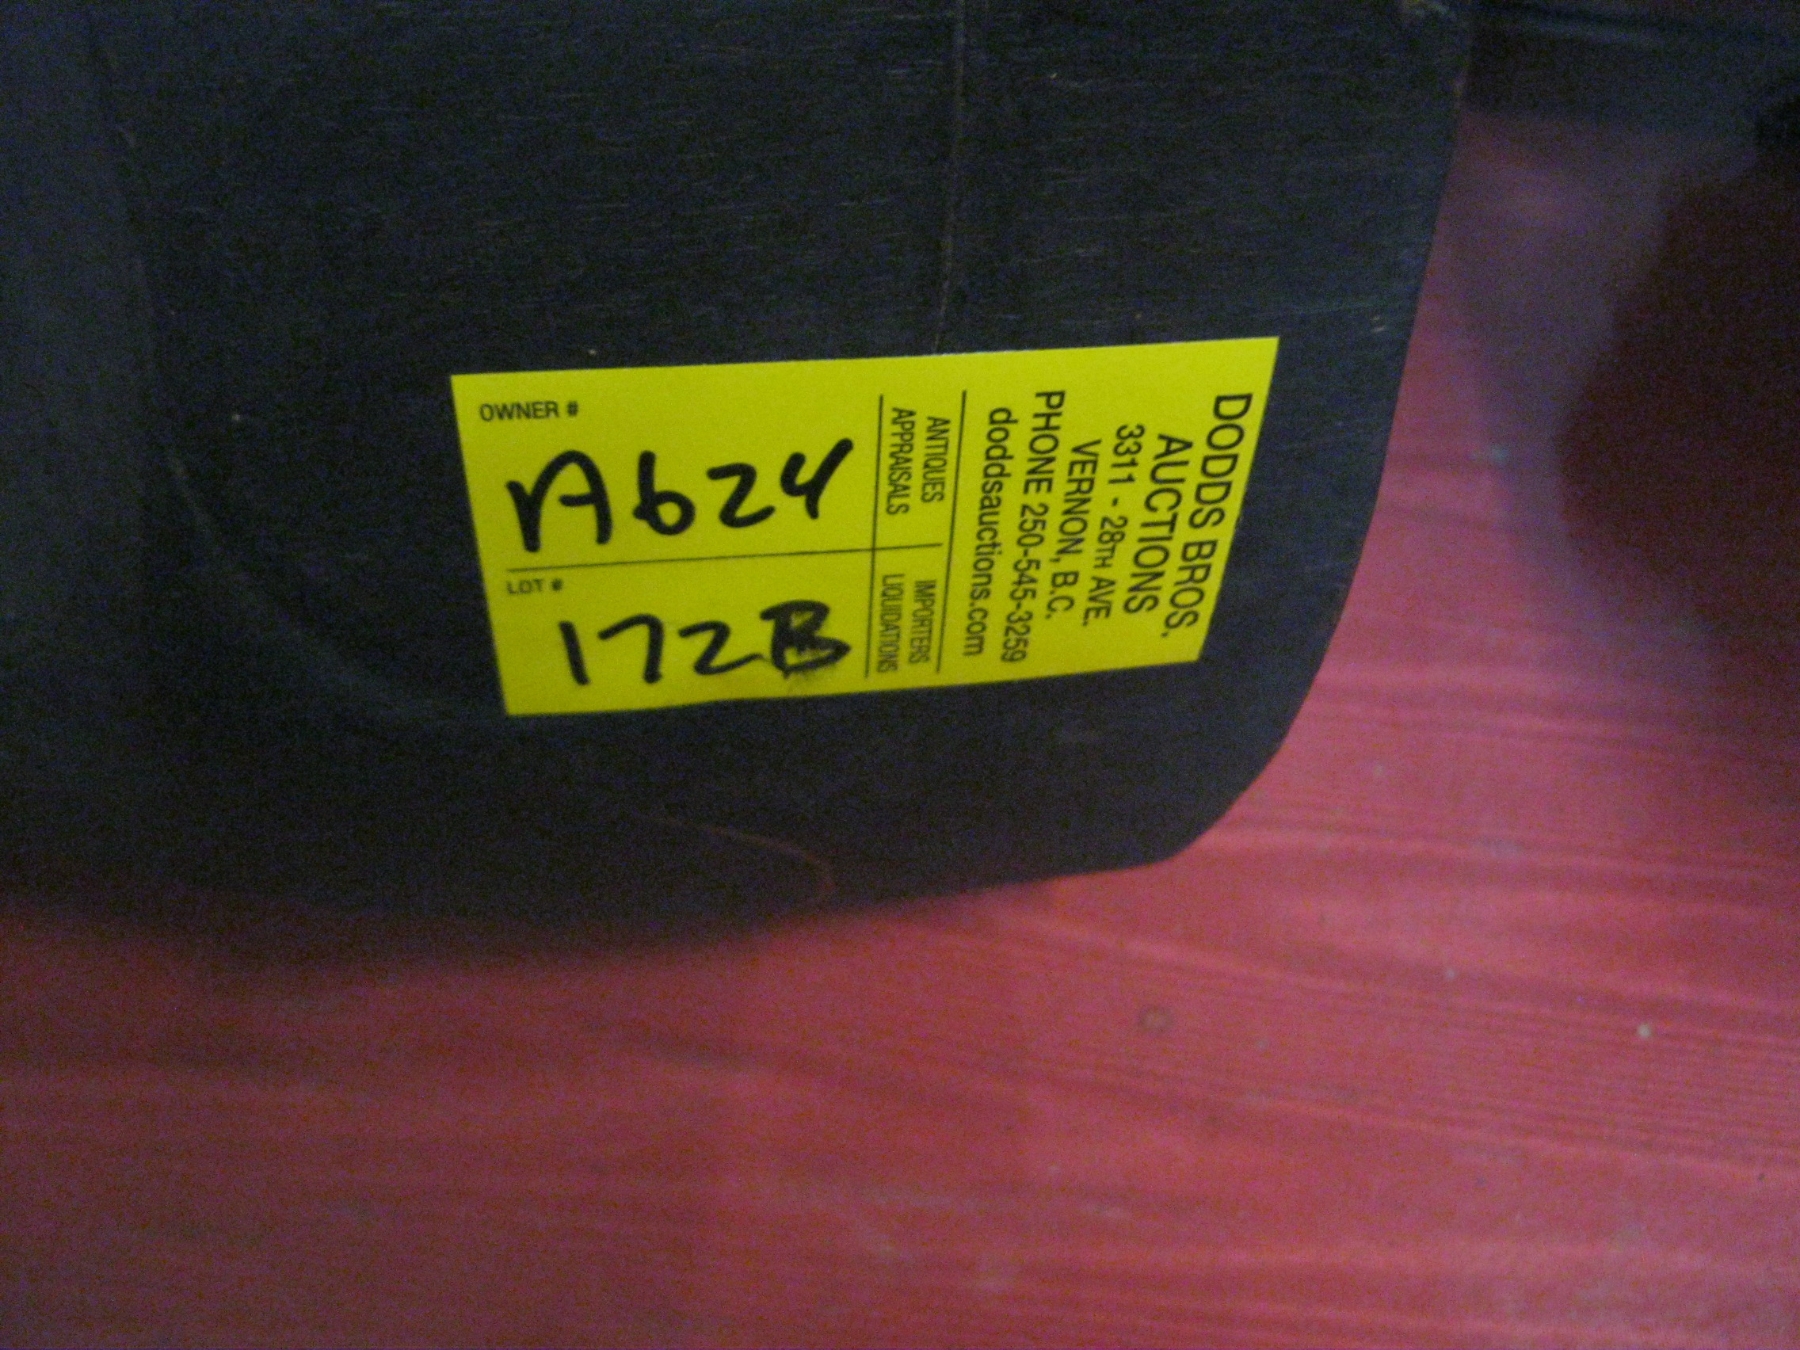 OWNER #
A624
LOT #
172B
ANTIQUES
APPRAISALS
IMPORTERS
LIQUIDATIONS
DODDS BROS.
AUCTIONS
3311 - 28TH AVE.
VERNON, B.C.
PHONE 250-545-3259
doddsauctions.com